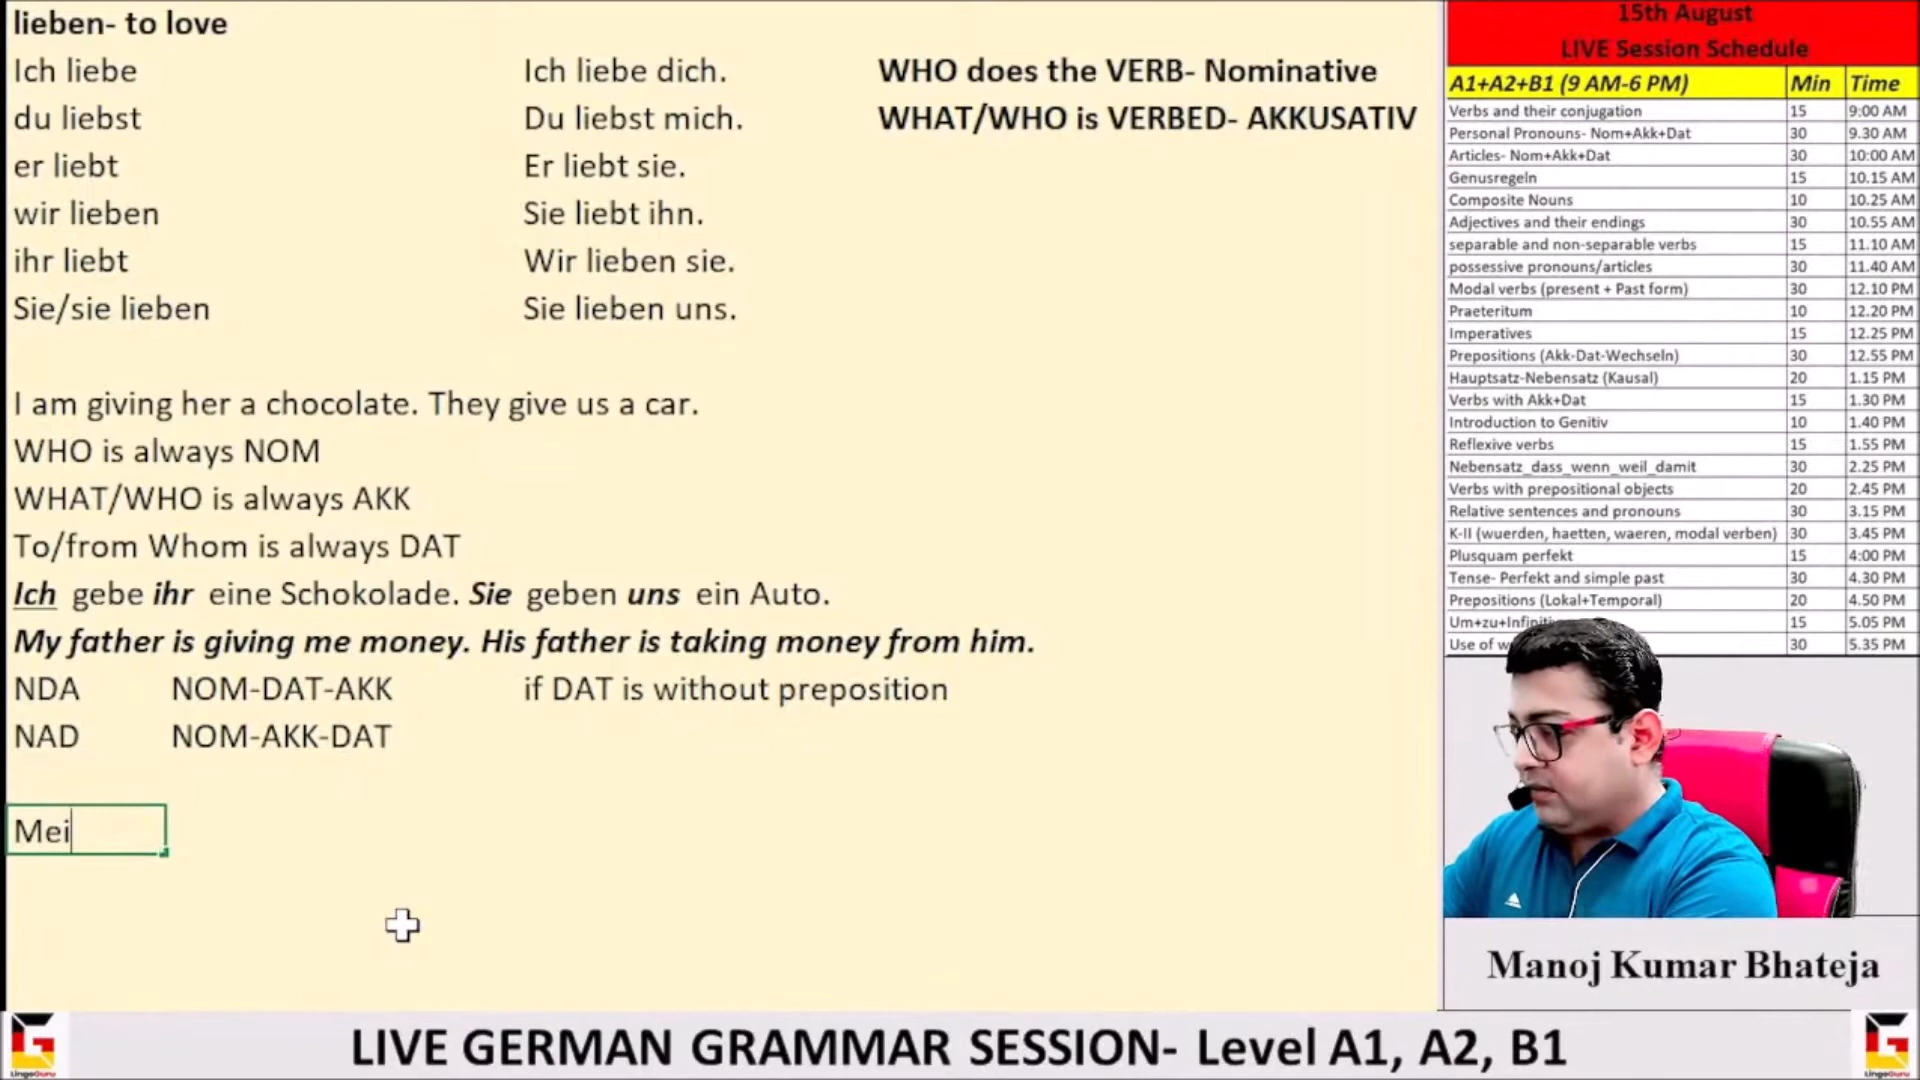 lieben- to love
Ich liebe Ich liebe dich. WHO does the VERB- Nominative
du liebst Du liebst mich. WHAT/WHO is VERBED- AKKUSATIV
er liebt Er liebt sie.
wir lieben Sie liebt ihn.
ihr liebt Wir lieben sie.
Sie/sie lieben Sie lieben uns.
I am giving her a chocolate. They give us a car.
WHO is always NOM
WHAT/WHO is always AKK
To/from Whom is always DAT
Ich gebe ihr eine Schokolade. Sie geben uns ein Auto.
My father is giving me money. His father is taking money from him.
NDA NOM-DAT-AKK if DAT is without preposition
NAD NOM-AKK-DAT
Mei
15th August
LIVE Session Schedule
A1+A2+B1 (9 AM-6 PM) Min Time
Verbs and their conjugation 15 9:00 AM
Personal Pronouns- Nom+Akk+Dat 30 9.30 AM
Articles- Nom+Akk+Dat 30 10:00 AM
Genusregeln 15 10.15 AM
Composite Nouns 10 10.25 AM
Adjectives and their endings 30 10.55 AM
separable and non-separable verbs 15 11.10 AM
possessive pronouns/articles 30 11.40 AM
Modal verbs (present + Past form) 30 12.10 PM
Praeteritum 10 12.20 PM
Imperatives 15 12.25 PM
Prepositions (Akk-Dat-Wechseln) 30 12.55 PM
Hauptsatz-Nebensatz (Kausal) 20 1.15 PM
Verbs with Akk+Dat 15 1.30 PM
Introduction to Genitiv 10 1.40 PM
Reflexive verbs 15 1.55 PM
Nebensatz_dass_wenn_weil_damit 30 2.25 PM
Verbs with prepositional objects 20 2.45 PM
Relative sentences and pronouns 30 3.15 PM
K-II (wuerden, haetten, waeren, modal verben) 30 3.45 PM
Plusquam perfekt 15 4:00 PM
Tense- Perfekt and simple past 30 4.30 PM
Prepositions (Lokal+Temporal) 20 4.50 PM
Um+zu+Infiniti 15 5.05 PM
Use of w 30 5.35 PM
Manoj Kumar Bhateja
LIVE GERMAN GRAMMAR SESSION- Level A1, A2, B1
LingoGuru
LingoGuru